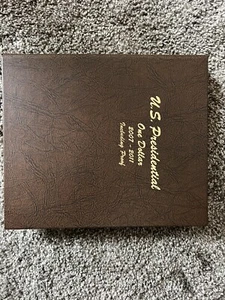 U.S. Presidential
One Dollar
2007 - 2011
Including Proof